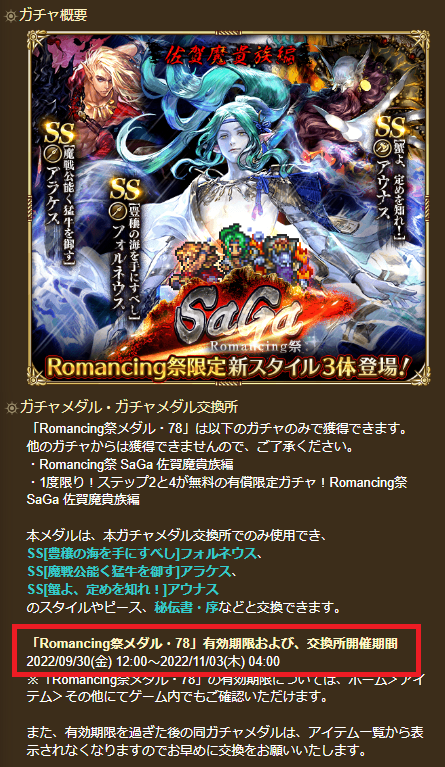 ガチャ概要
佐賀魔貴族編
SS
[魔戦公能く猛牛を御す]
アラケス
SS
[豊穣の海を手にすべし]
フォルネウス
SS
[蟹よ、定めを知れ!]
アウナス
SaGa
Romancing祭
Romancing祭限定 新スタイル3体登場!
ガチャメダル・ガチャメダル交換所
「Romancing祭メダル・78」は以下のガチャのみで獲得できます。
他のガチャからは獲得できませんので、ご了承ください。
・Romancing祭 SaGa 佐賀魔貴族編
・1度限り!ステップ2と4が無料の有償限定ガチャ!Romancing祭
SaGa 佐賀魔貴族編
本メダルは、本ガチャメダル交換所でのみ使用でき、
SS[豊穣の海を手にすべし]フォルネウス、
SS[魔戦公能く猛牛を御す]アラケス、
SS[蟹よ、定めを知れ!]アウナス
のスタイルやピース、秘伝書・序などと交換できます。
「Romancing祭メダル・78」有効期限および、交換所開催期間
2022/09/30(金) 12:00～2022/11/03(木) 04:00
※「Romancing祭メダル・78」の有効期限については、ホーム>アイ
テム>その他にてゲーム内でもご確認いただけます。
また、有効期限を過ぎた後の同ガチャメダルは、アイテム一覧から表
示されなくなりますのでお早めに交換をお願いいたします。